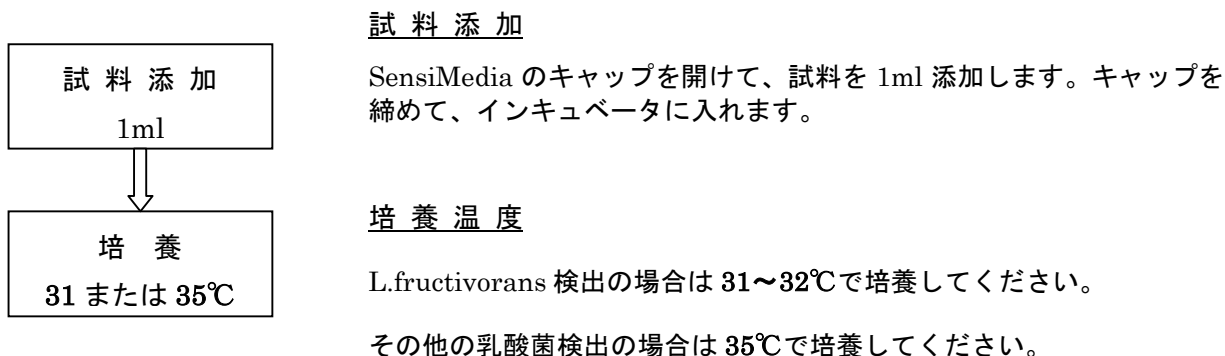 試 料 添 加
1ml
培　養
31 または 35℃
試 料 添 加
SensiMedia のキャップを開けて、試料を 1ml 添加します。キャップを
締めて、インキュベータに入れます。
培 養 温 度
L.fructivorans 検出の場合は 31～32℃で培養してください。
その他の乳酸菌検出の場合は 35℃で培養してください。